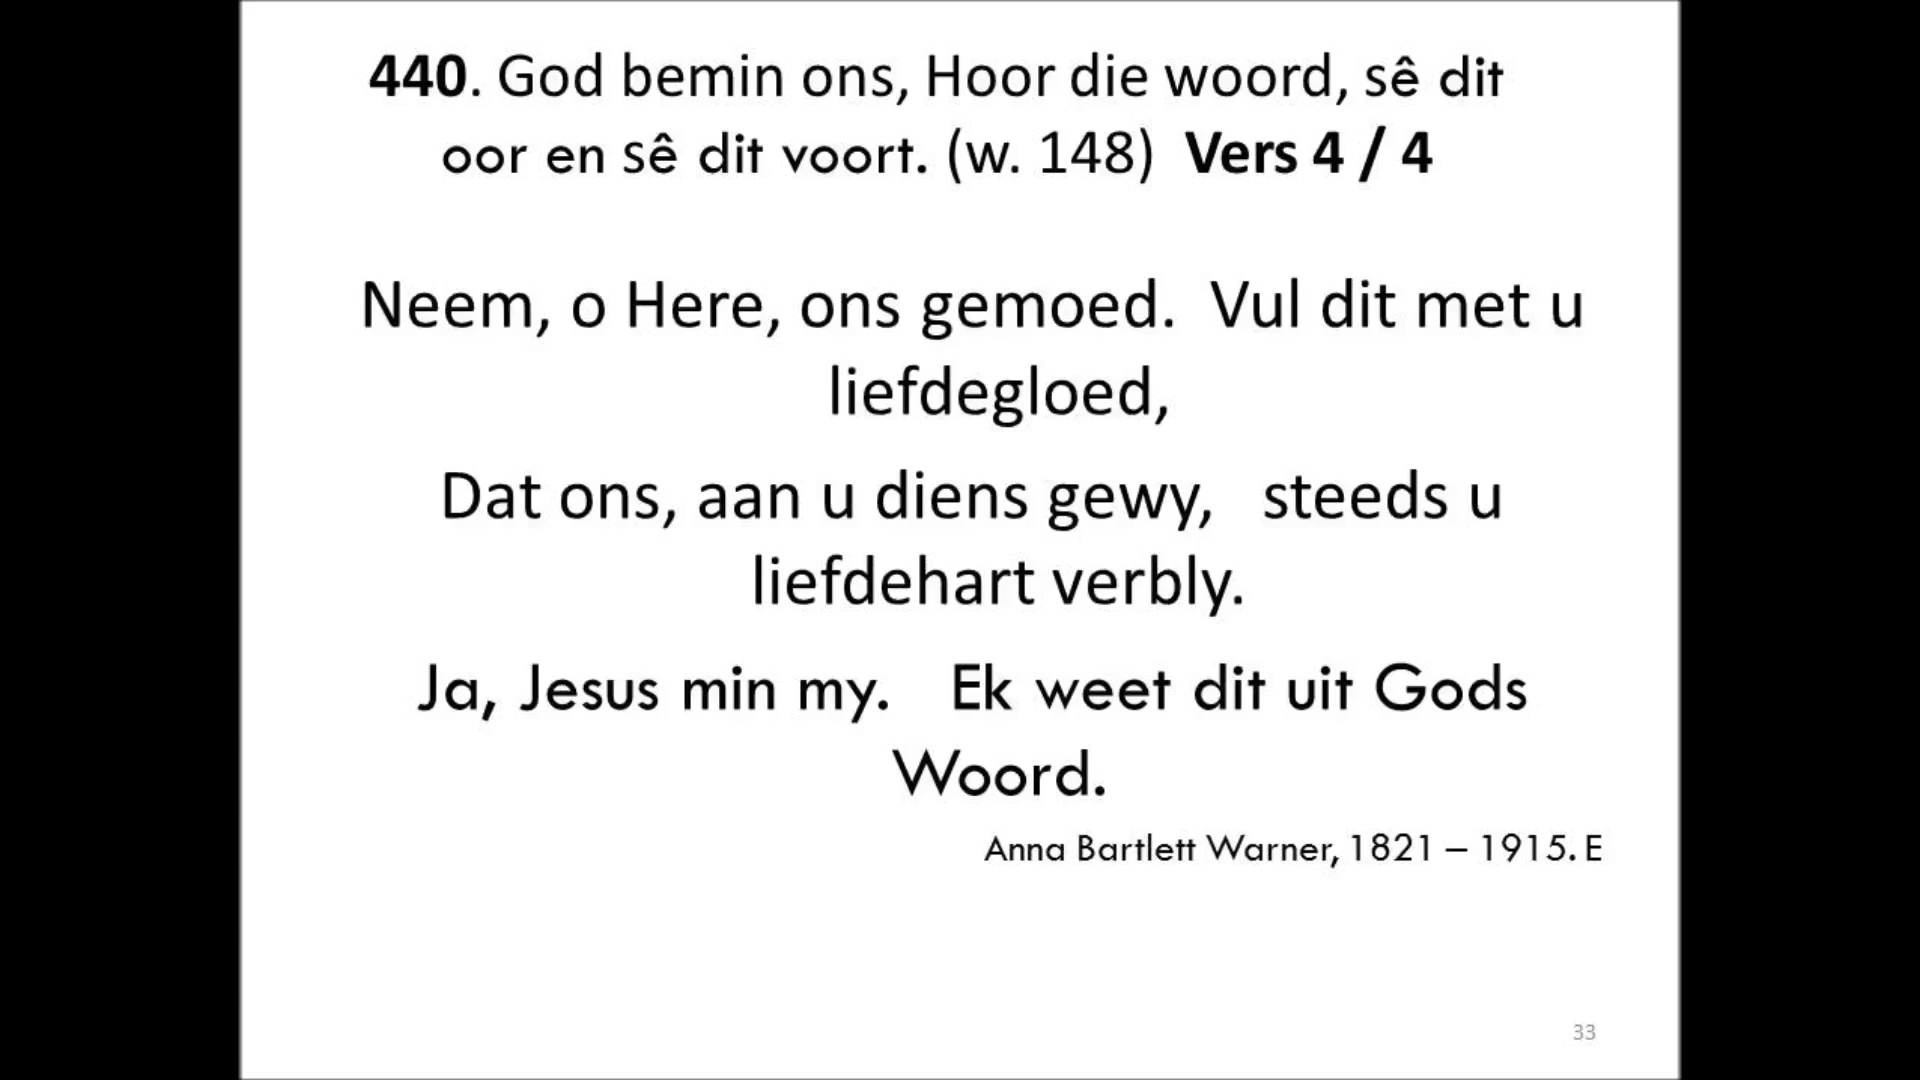 440. God bemin ons, Hoor die woord, sê dit
oor en sê dit voort. (w. 148) Vers 4 / 4
Neem, o Here, ons gemoed. Vul dit met u
liefdegloed,
Dat ons, aan u diens gewy, steeds u
liefdehart verbly.
Ja, Jesus min my. Ek weet dit uit Gods
Woord.
Anna Bartlett Warner, 1821 – 1915. E
33